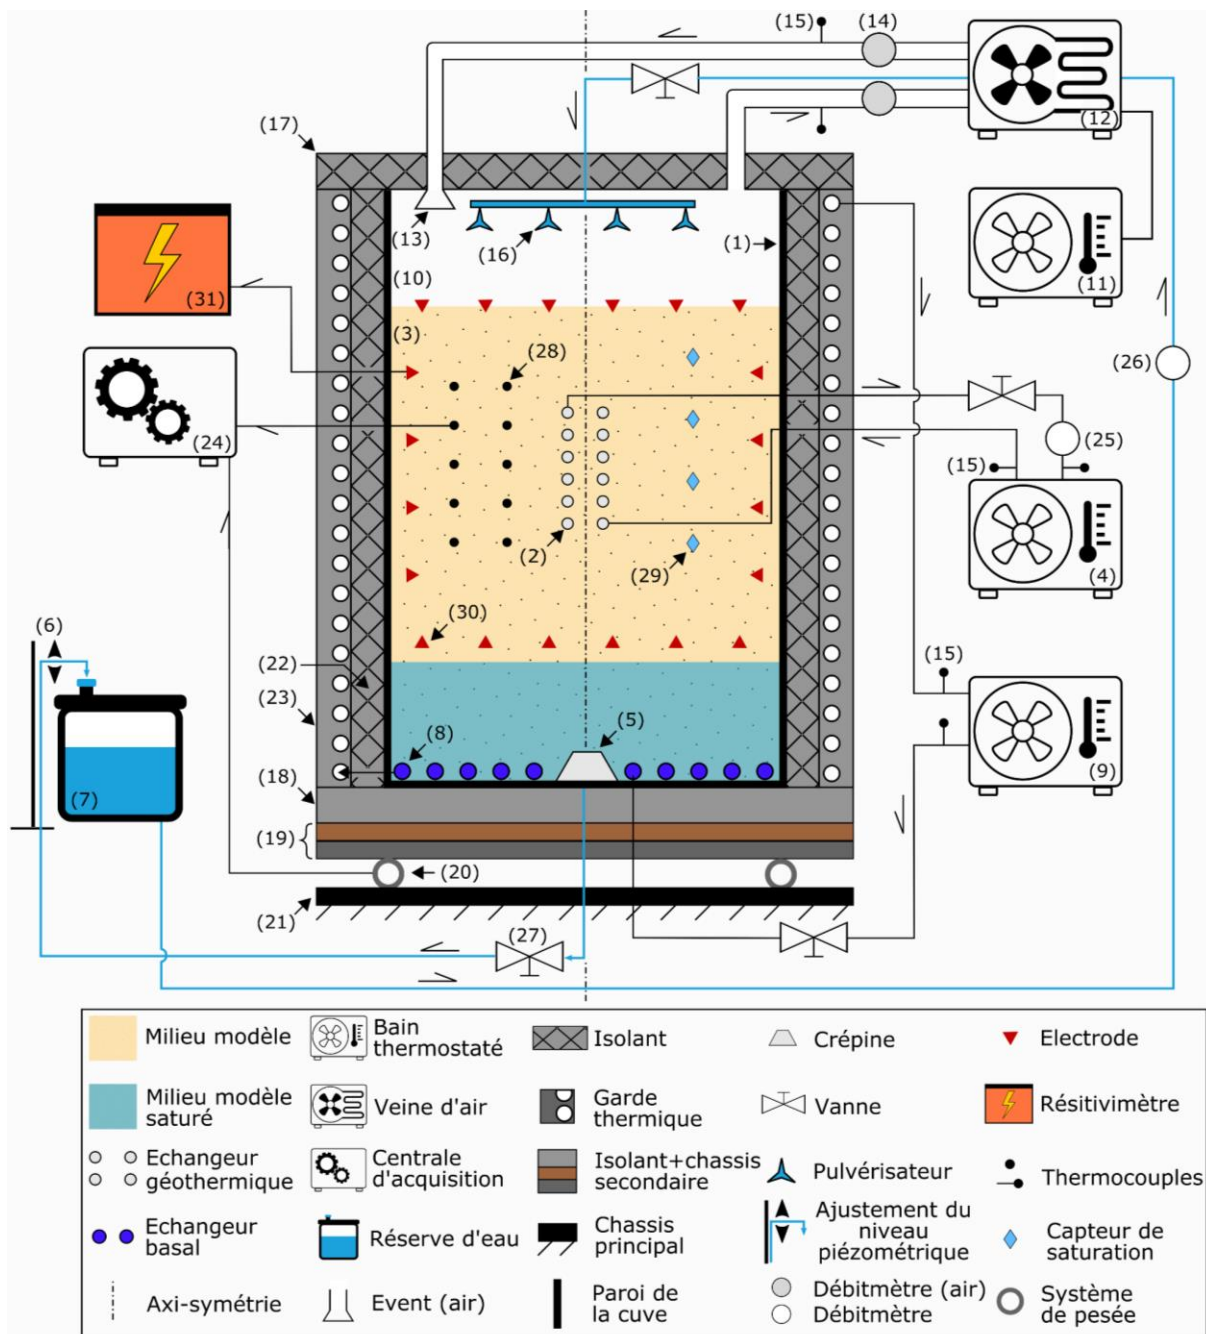 (15)
(14)
(12)
(17)
(13)
(16)
(1)
(11)
(10)
(31)
(3)
(28)
(26)
(24)
(25)
(15)
(2)
(29)
(4)
(30)
(6)
(22)
(15)
(23)
(8)
(5)
(7)
(18)
(9)
(19)
(20)
(21)
(27)
Milieu modèle
Bain
thermostaté
Isolant
Crépine
Electrode
Milieu modèle
saturé
Veine d'air
Garde
thermique
Vanne
Résitivimètre
Echangeur
géothermique
Centrale
d'acquisition
Isolant+chassis
secondaire
Pulvérisateur
Thermocouples
Echangeur
basal
Réserve d'eau
Chassis
principal
Ajustement du
niveau
piézométrique
Capteur de
saturation
Axi-symétrie
Event (air)
Paroi de
la cuve
Débitmètre (air)
Débitmètre
Système
de pesée